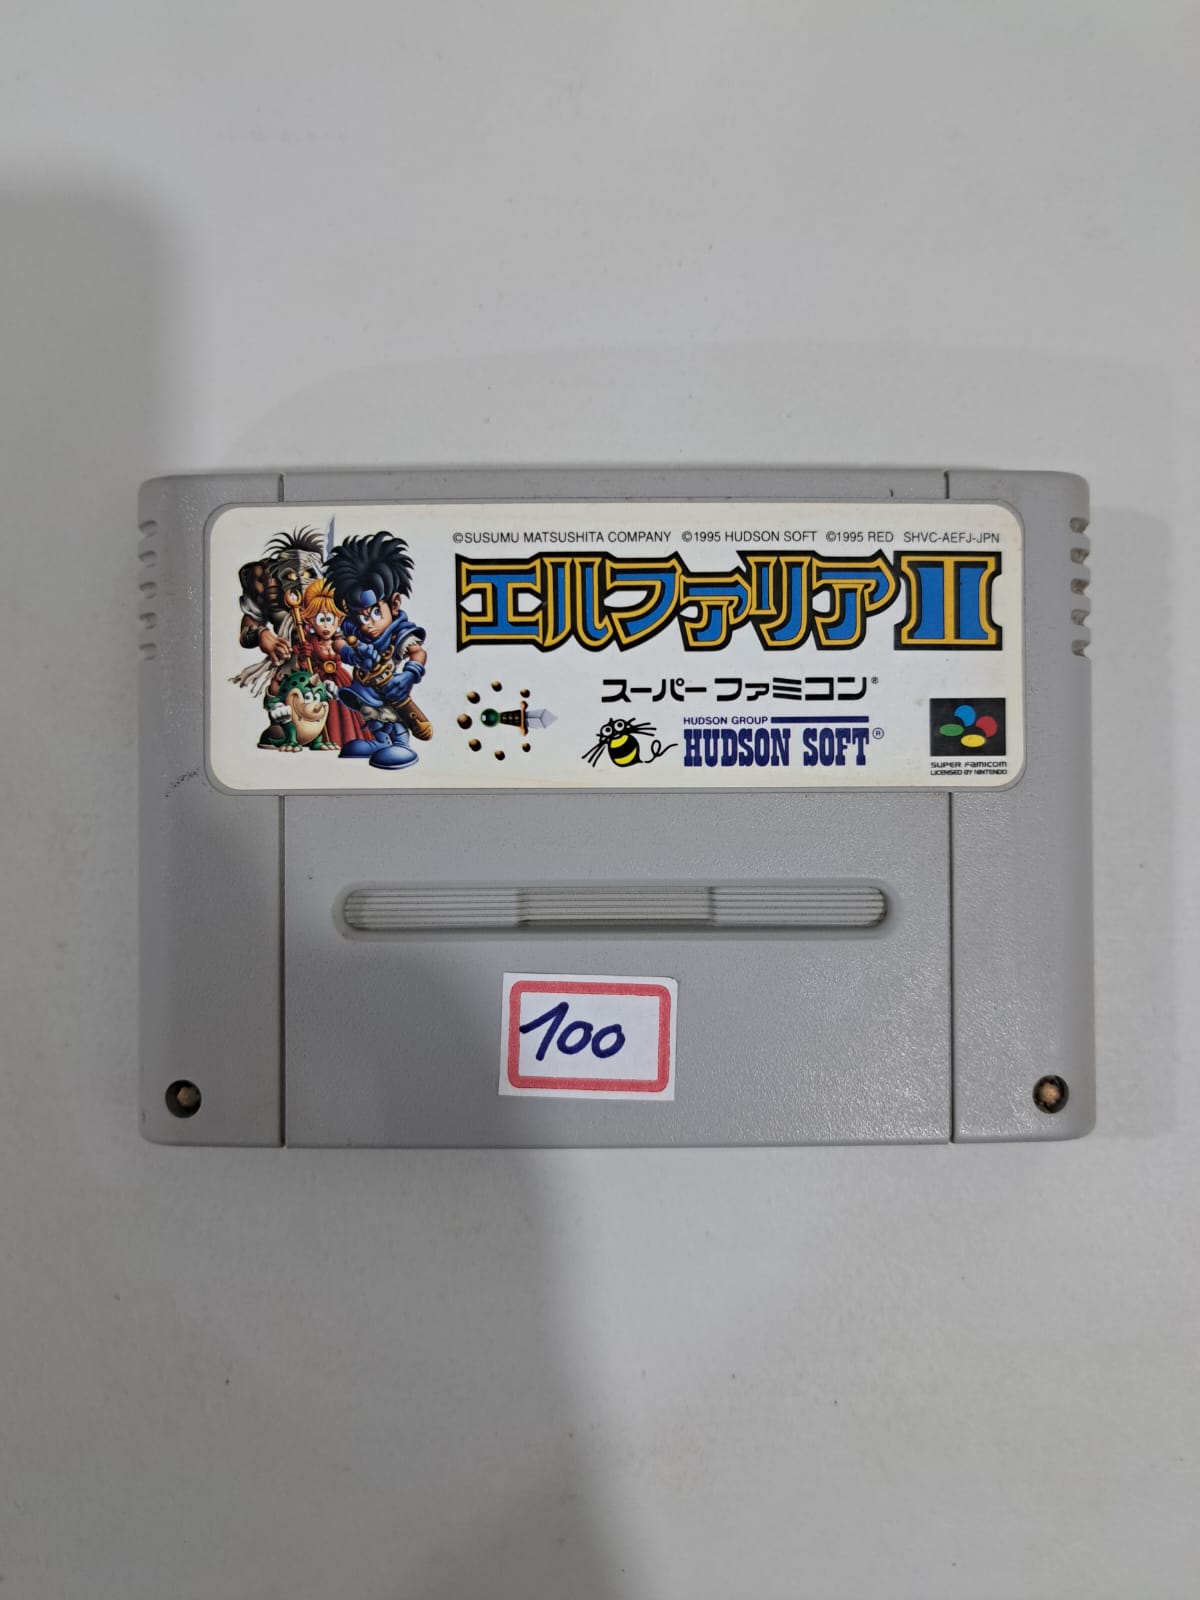 ©SUSUMU MATSUSHITA COMPANY ©1995 HUDSON SOFT ©1995 RED SHVC-AEFJ-JPN
エルファリアII
スーパーファミコン®
HUDSON GROUP
HUDSON SOFT®
SUPER FAMICOM
LICENSED BY NINTENDO
100